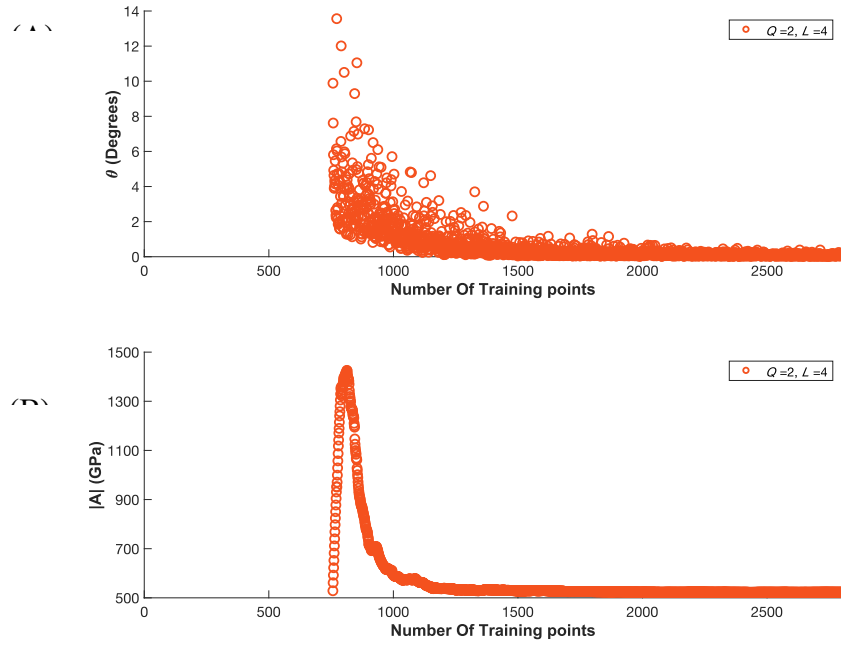 14
Q =2, L =4
12
10
8
6
4
2
0
θ (Degrees)
0 500 1000 1500 2000 2500
Number Of Training points
1500
Q =2, L =4
1300
1100
900
700
500
|A| (GPa)
0 500 1000 1500 2000 2500
Number Of Training points